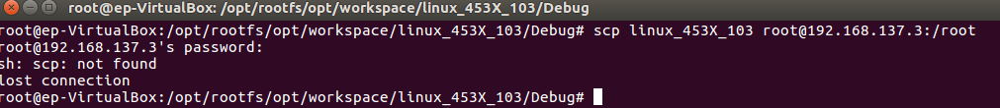 root@ep-VirtualBox: /opt/rootfs/opt/workspace/linux_453X_103/Debug
root@ep-VirtualBox:/opt/rootfs/opt/workspace/linux_453X_103/Debug# scp linux_453X_103 root@192.168.137.3:/root
root@192.168.137.3's password:
sh: scp: not found
lost connection
root@ep-VirtualBox:/opt/rootfs/opt/workspace/linux_453X_103/Debug#